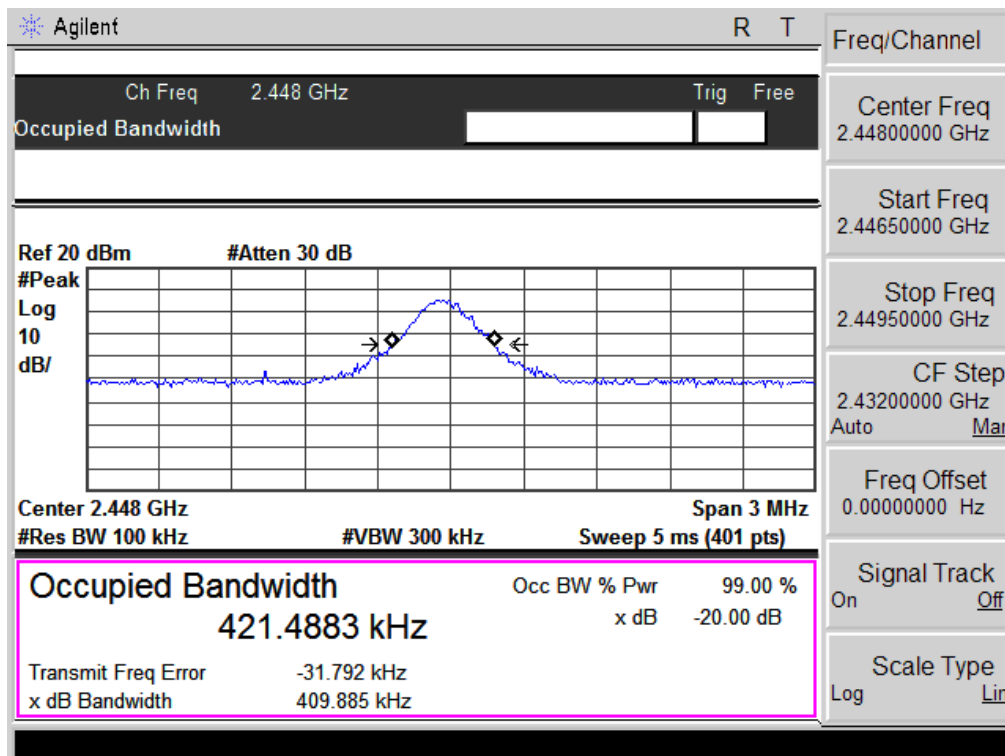 Agilent R T
Freq/Channel
Ch Freq 2.448 GHz Trig Free
Occupied Bandwidth
Center Freq
2.44800000 GHz
Start Freq
2.44650000 GHz
Stop Freq
2.44950000 GHz
CF Step
2.43200000 GHz
Auto Man
Freq Offset
0.00000000 Hz
Signal Track
On Off
Scale Type
Log Lin
Ref 20 dBm #Atten 30 dB
#Peak
Log
10
dB/
Center 2.448 GHz Span 3 MHz
#Res BW 100 kHz #VBW 300 kHz Sweep 5 ms (401 pts)
Occupied Bandwidth
421.4883 kHz
Occ BW % Pwr 99.00 %
x dB -20.00 dB
Transmit Freq Error -31.792 kHz
x dB Bandwidth 409.885 kHz